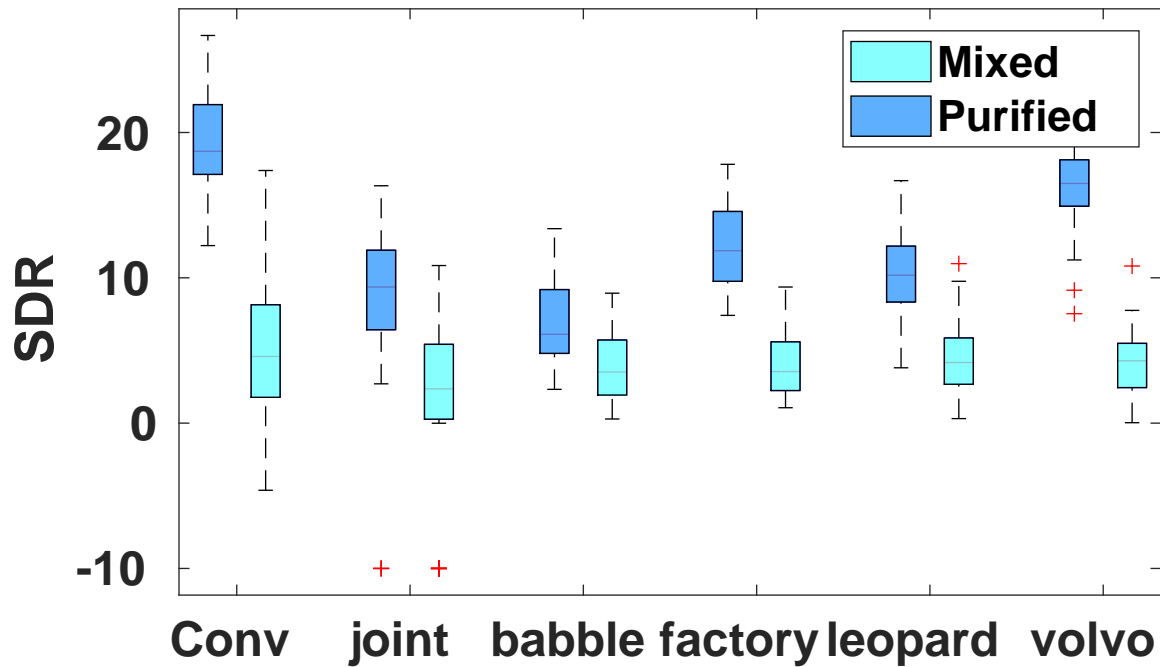 Mixed
Purified
20
10
0
-10
SDR
Conv joint babble factory leopard volvo